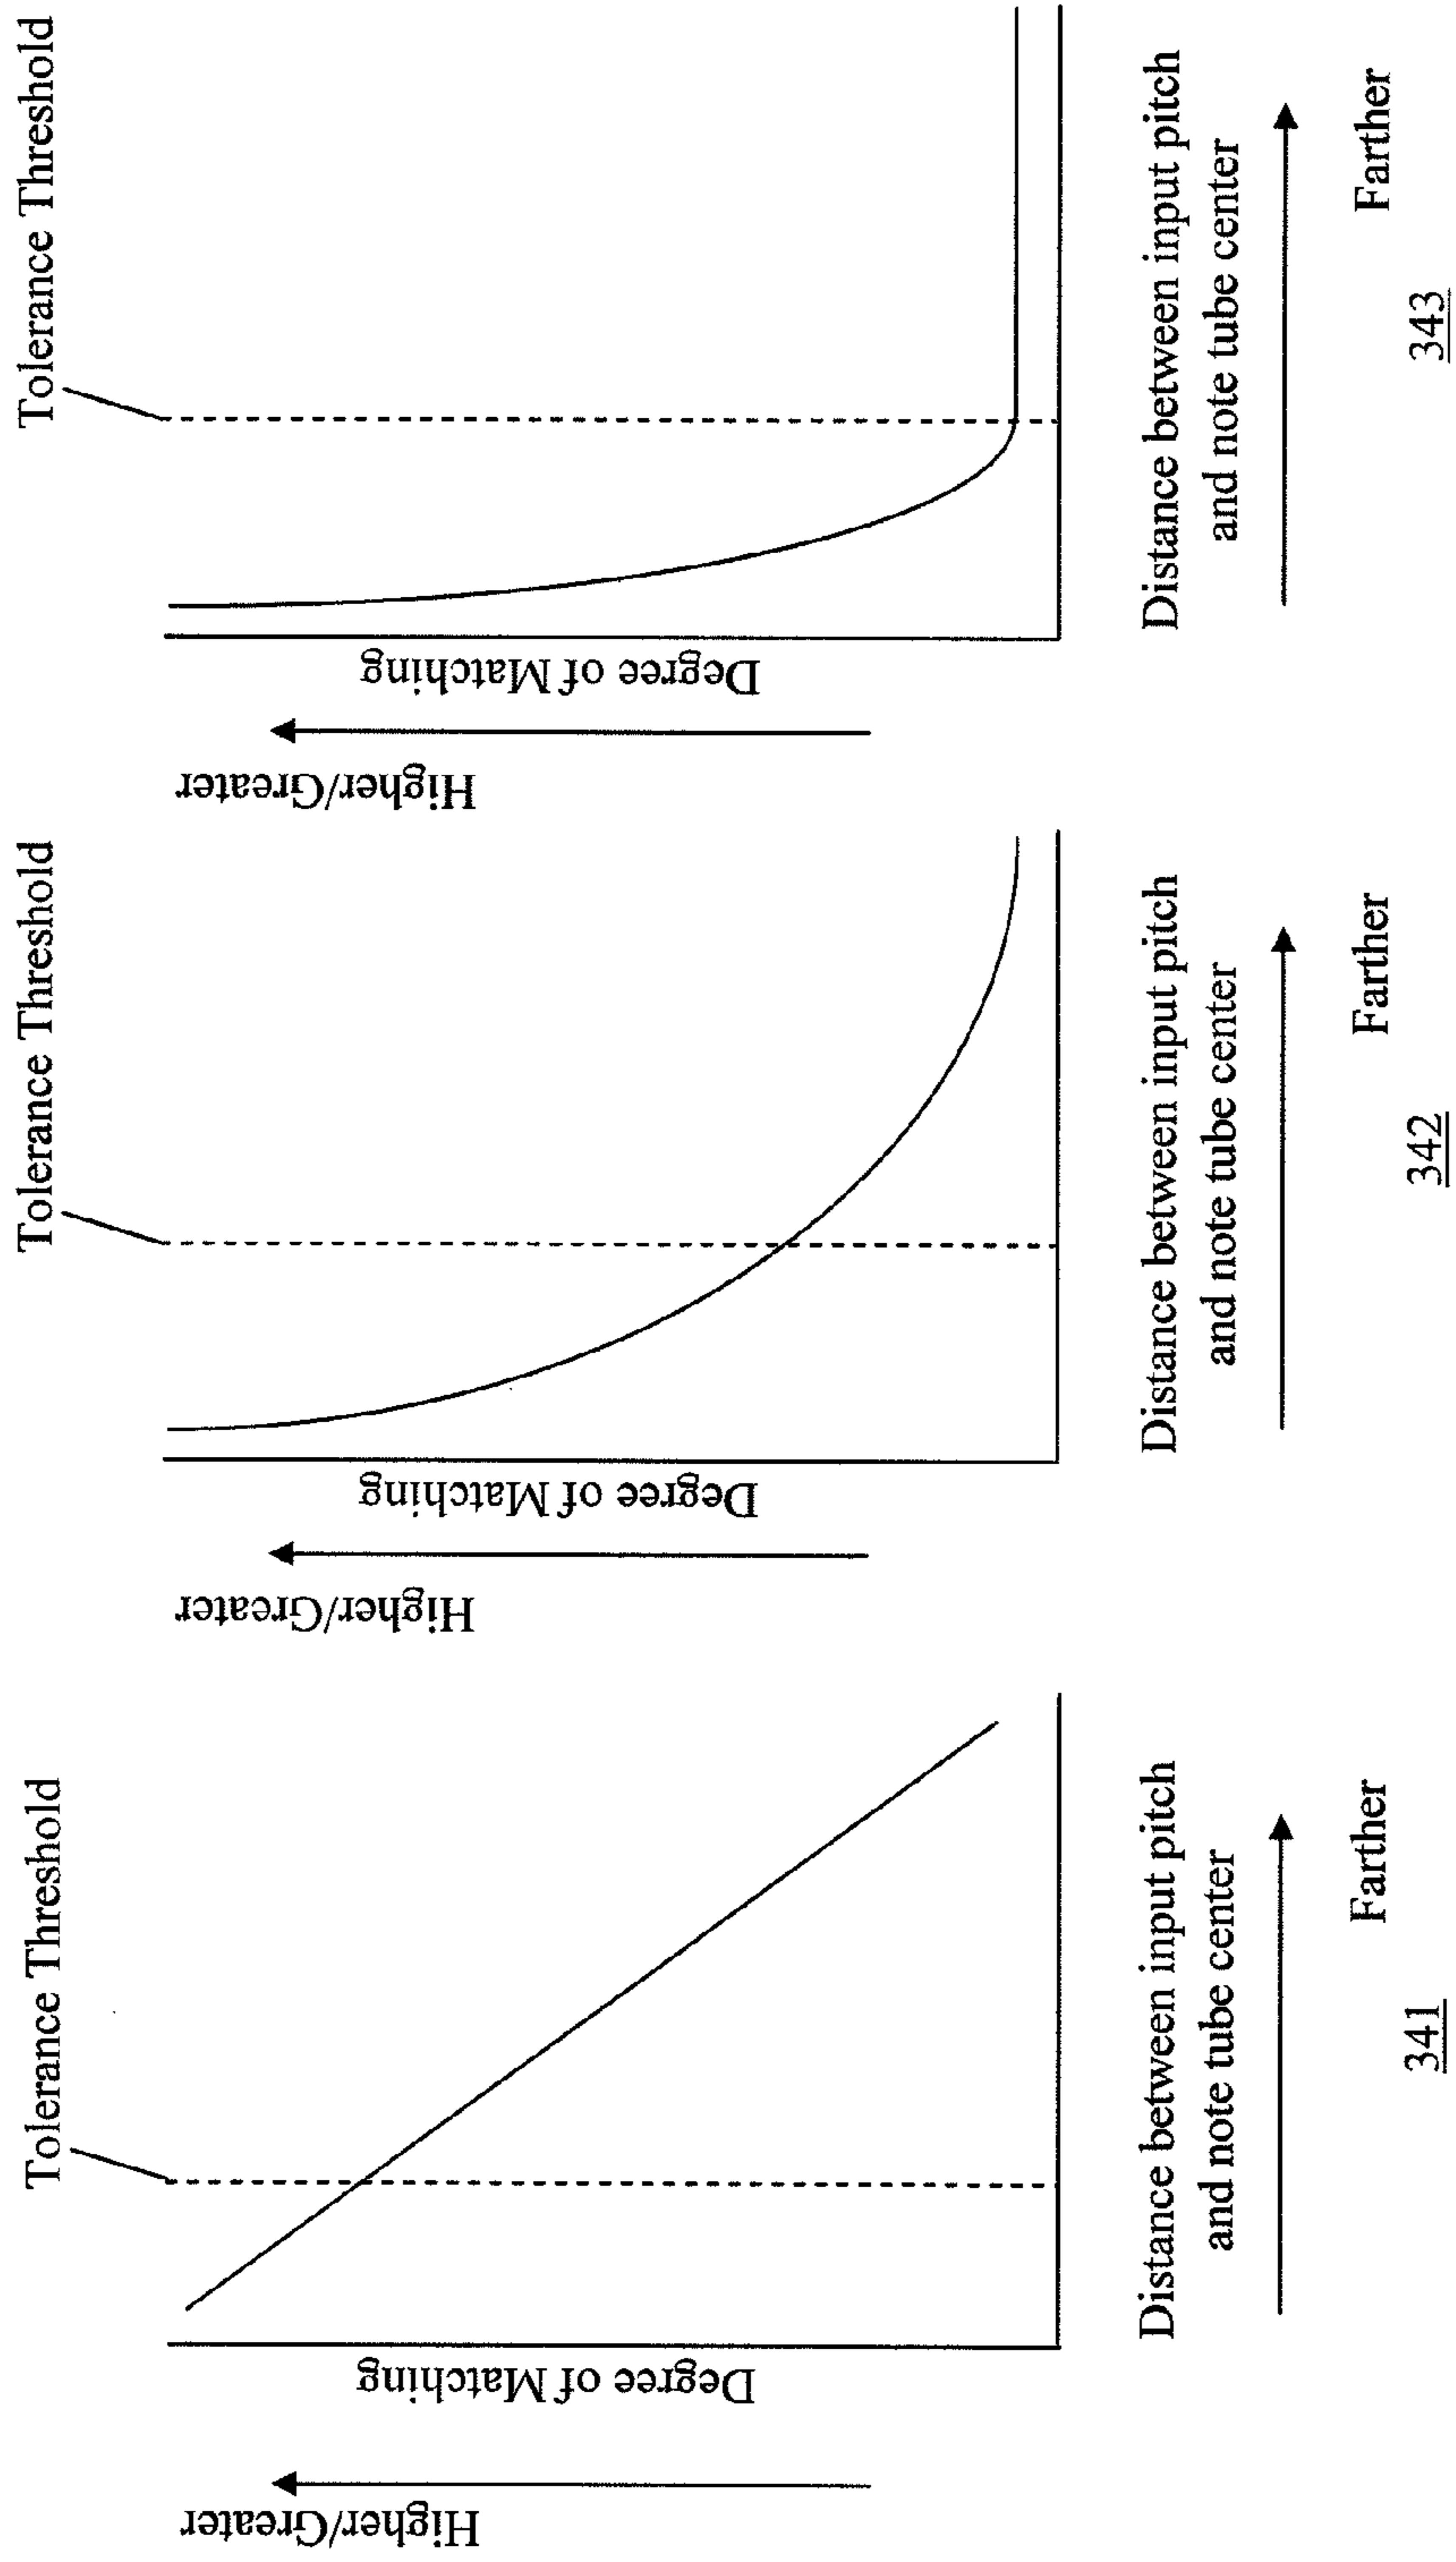 Tolerance Threshold
Higher/Greater
Degree of Matching
Distance between input pitch
and note tube center
Farther
341
Tolerance Threshold
Higher/Greater
Degree of Matching
Distance between input pitch
and note tube center
Farther
342
Tolerance Threshold
Higher/Greater
Degree of Matching
Distance between input pitch
and note tube center
Farther
343